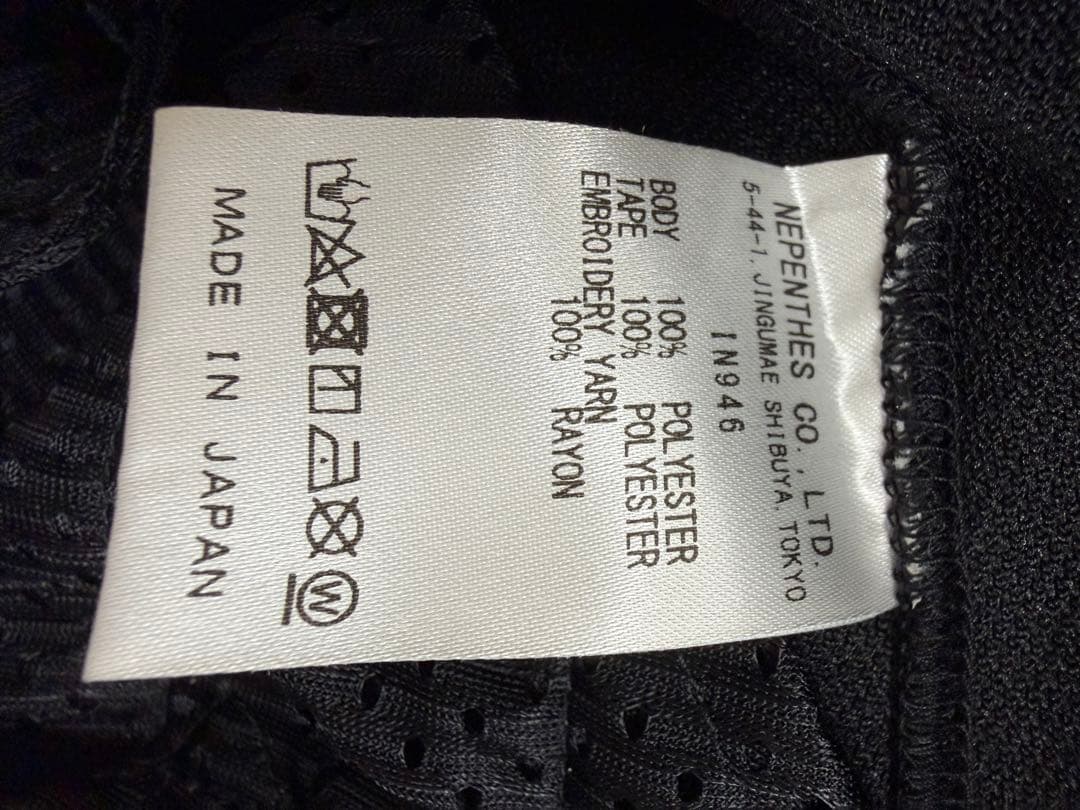 NEPENTHES CO., LTD.
5-44-1, JINGUMAE SHIBUYA, TOKYO
IN946
BODY 100% POLYESTER
TAPE 100% POLYESTER
EMBROIDERY YARN
100% RAYON
W
MADE IN JAPAN